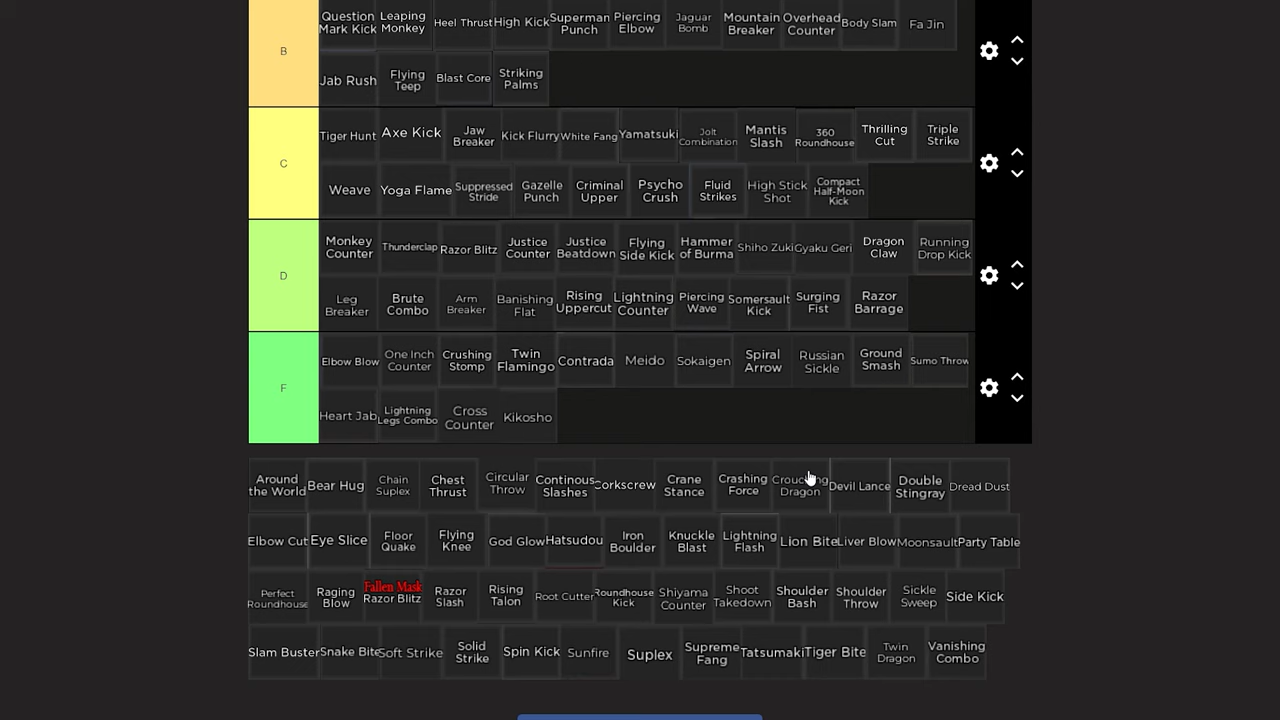 B
Question Mark Kick
Leaping Monkey
Heel Thrust
High Kick
Superman Punch
Piercing Elbow
Jaguar Bomb
Mountain Breaker
Overhead Counter
Body Slam
Fa Jin
Jab Rush
Flying Teep
Blast Core
Striking Palms
C
Tiger Hunt
Axe Kick
Jaw Breaker
Kick Flurry
White Fang
Yamatsuki
Jolt Combination
Mantis Slash
360 Roundhouse
Thrilling Cut
Triple Strike
Weave
Yoga Flame
Suppressed Stride
Gazelle Punch
Criminal Upper
Psycho Crush
Fluid Strikes
High Stick Shot
Compact Half-Moon Kick
D
Monkey Counter
Thunderclap
Razor Blitz
Justice Counter
Justice Beatdown
Flying Side Kick
Hammer of Burma
Shiho Zuki
Gyaku Geri
Dragon Claw
Running Drop Kick
Leg Breaker
Brute Combo
Arm Breaker
Banishing Flat
Rising Uppercut
Lightning Counter
Piercing Wave
Somersault Kick
Surging Fist
Razor Barrage
F
Elbow Blow
One Inch Counter
Crushing Stomp
Twin Flamingo
Contrada
Meido
Sokaigen
Spiral Arrow
Russian Sickle
Ground Smash
Sumo Throw
Heart Jab
Lightning Legs Combo
Cross Counter
Kikosho
Around the World
Bear Hug
Chain Suplex
Chest Thrust
Circular Throw
Continous Slashes
Corkscrew
Crane Stance
Crashing Force
Crouching Dragon
Devil Lance
Double Stingray
Dread Dust
Elbow Cut
Eye Slice
Floor Quake
Flying Knee
God Glow
Hatsudou
Iron Boulder
Knuckle Blast
Lightning Flash
Lion Bite
Liver Blow
Moonsault
Party Table
Perfect Roundhouse
Raging Blow
Fallen Mask Razor Blitz
Razor Slash
Rising Talon
Root Cutter
Roundhouse Kick
Shiyama Counter
Shoot Takedown
Shoulder Bash
Shoulder Throw
Sickle Sweep
Side Kick
Slam Buster
Snake Bite
Soft Strike
Solid Strike
Spin Kick
Sunfire
Suplex
Supreme Fang
Tatsumaki
Tiger Bite
Twin Dragon
Vanishing Combo